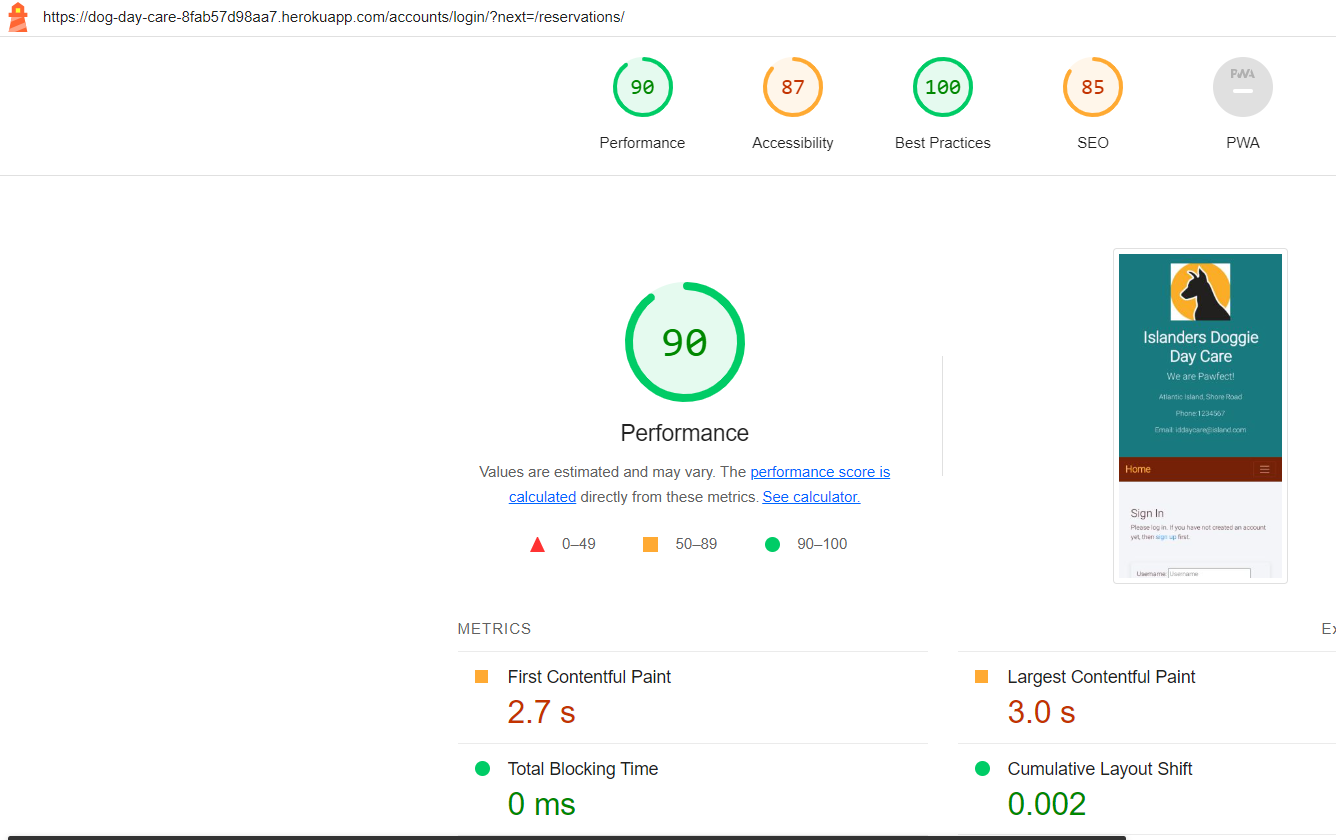 https://dog-day-care-8fab57d98aa7.herokuapp.com/accounts/login/?next=/reservations/
90
87
100
85
PWA
Performance
Accessibility
Best Practices
SEO
PWA
90
Performance
Values are estimated and may vary. The performance score is
calculated directly from these metrics. See calculator.
0–49
50–89
90–100
Islanders Doggie
Day Care
We are Pawfect!
Atlantic Island, Shore Road
Phone:1234567
Email: iddaycare@island.com
Home
Sign In
Please log in. If you have not created an account
yet, then sign up first.
Username: Username
METRICS
Ex
First Contentful Paint
2.7 s
Largest Contentful Paint
3.0 s
Total Blocking Time
0 ms
Cumulative Layout Shift
0.002